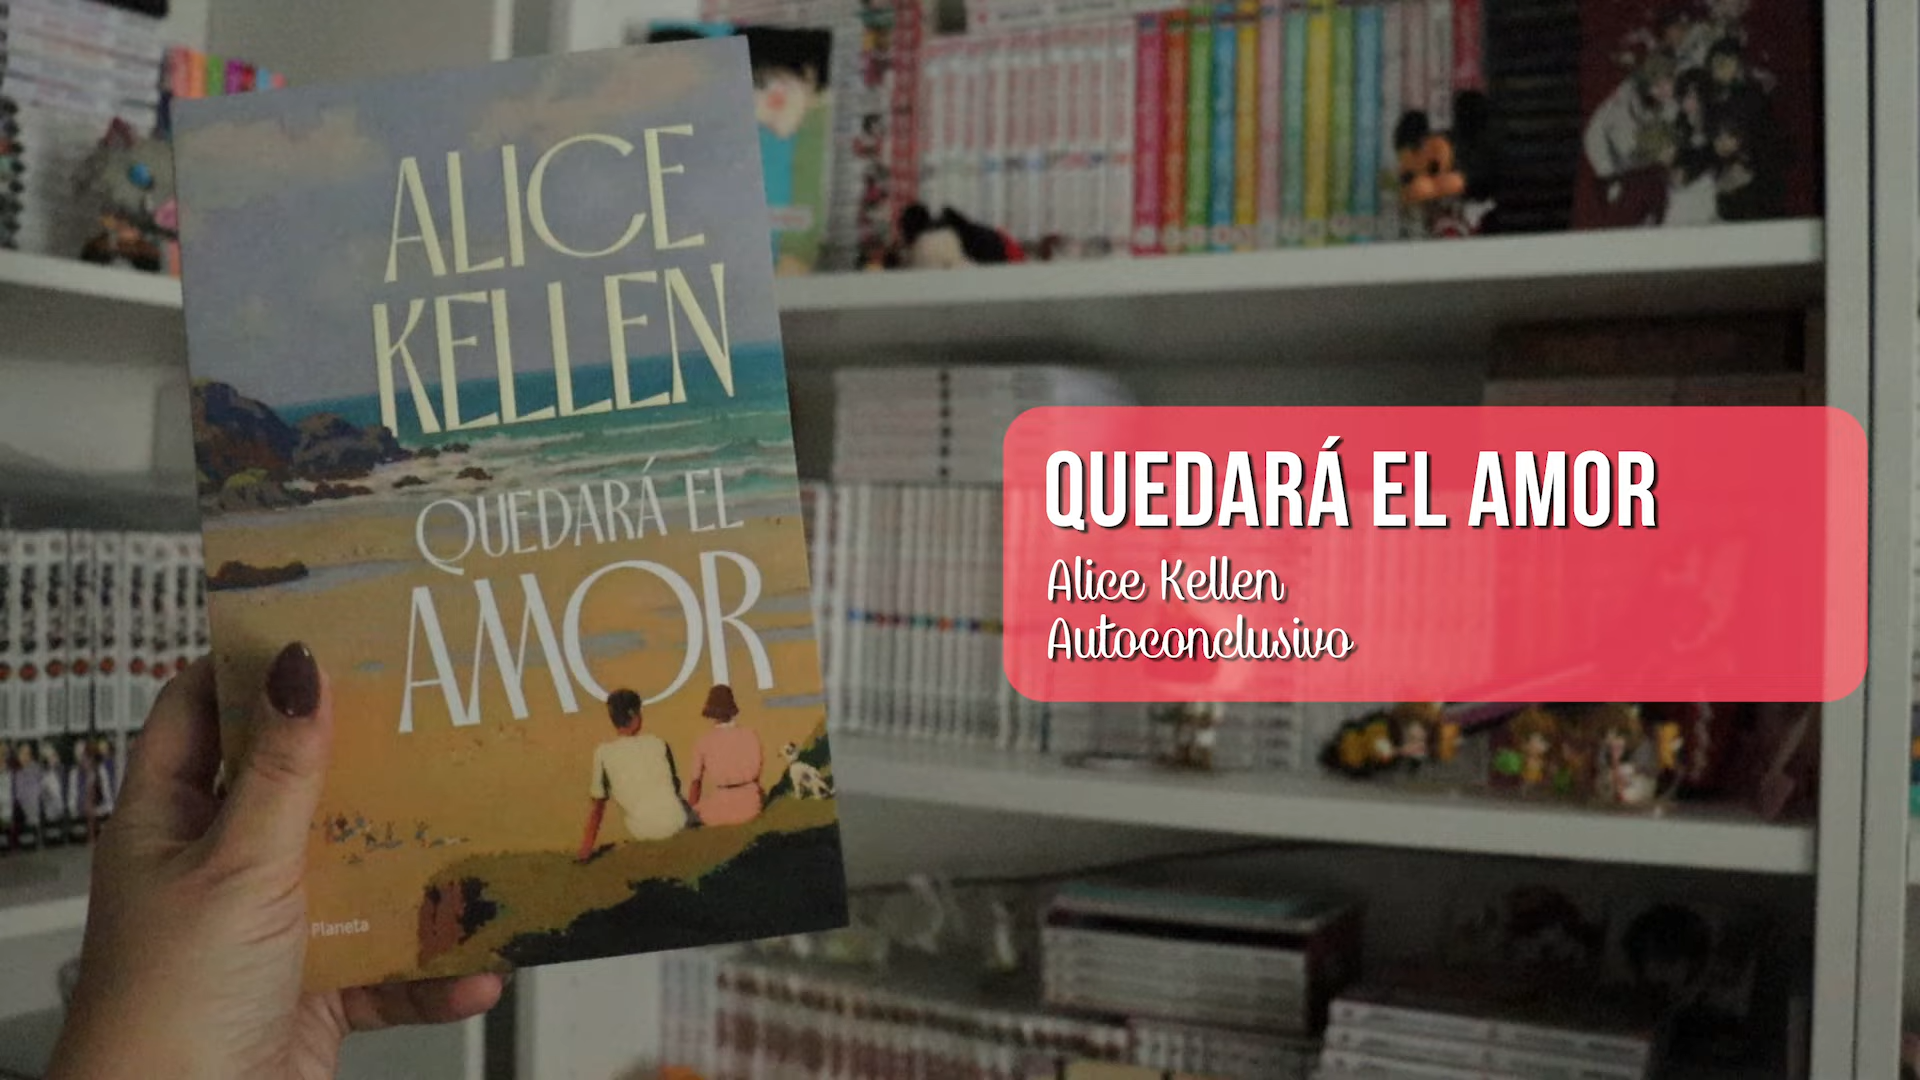 ALICE
KELLEN
QUEDARÁ EL
AMOR
Planeta
QUEDARÁ EL AMOR
Alice Kellen
Autoconclusivo